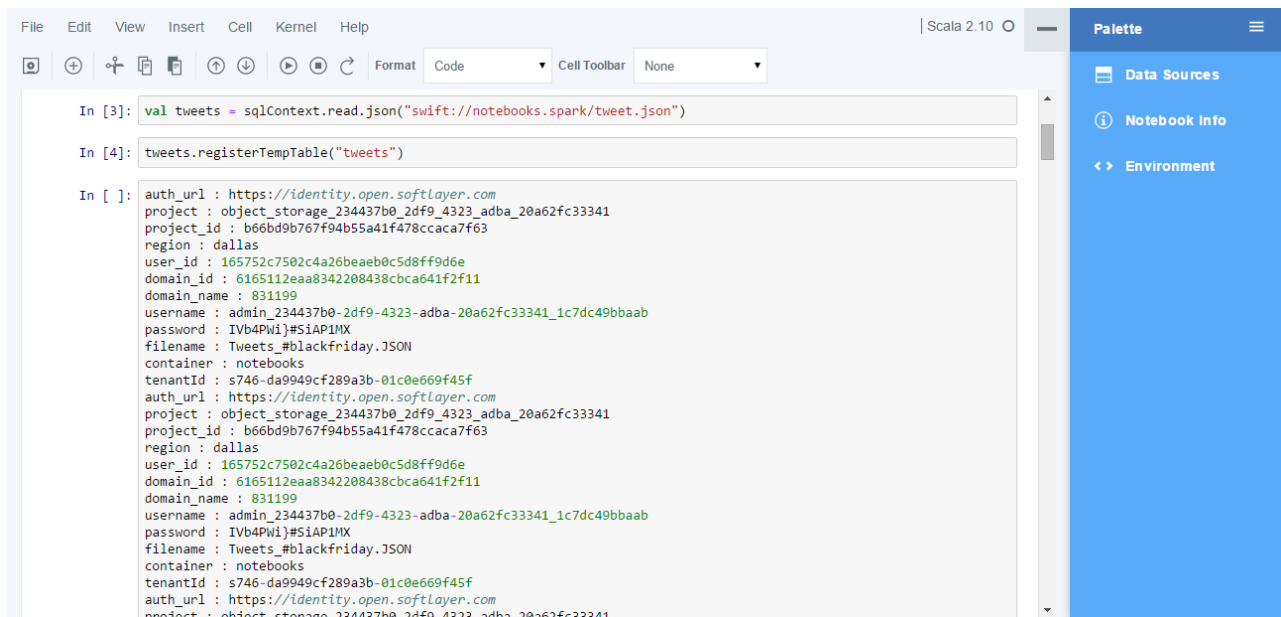 File Edit View Insert Cell Kernel Help
Scala 2.10
Format Code Cell Toolbar None
In [3]: val tweets = sqlContext.read.json("swift://notebooks.spark/tweet.json")
In [4]: tweets.registerTempTable("tweets")
In [ ]: auth_url : https://identity.open.softlayer.com
project : object_storage_234437b0_2df9_4323_adba_20a62fc33341
project_id : b66bd9b767f94b55a41f478ccaca7f63
region : dallas
user_id : 165752c7502c4a26beaeb0c5d8ff9d6e
domain_id : 6165112eaa8342208438cbca641f2f11
domain_name : 831199
username : admin_234437b0-2df9-4323-adba-20a62fc33341_1c7dc49bbaab
password : IVb4PWi}#SiAP1MX
filename : Tweets_#blackfriday.JSON
container : notebooks
tenantId : s746-da9949cf289a3b-01c0e669f45f
auth_url : https://identity.open.softlayer.com
project : object_storage_234437b0_2df9_4323_adba_20a62fc33341
project_id : b66bd9b767f94b55a41f478ccaca7f63
region : dallas
user_id : 165752c7502c4a26beaeb0c5d8ff9d6e
domain_id : 6165112eaa8342208438cbca641f2f11
domain_name : 831199
username : admin_234437b0-2df9-4323-adba-20a62fc33341_1c7dc49bbaab
password : IVb4PWi}#SiAP1MX
filename : Tweets_#blackfriday.JSON
container : notebooks
tenantId : s746-da9949cf289a3b-01c0e669f45f
auth_url : https://identity.open.softlayer.com
project : object_storage_234437b0_2df9_4323_adba_20a62fc33341
Palette
Data Sources
Notebook Info
Environment